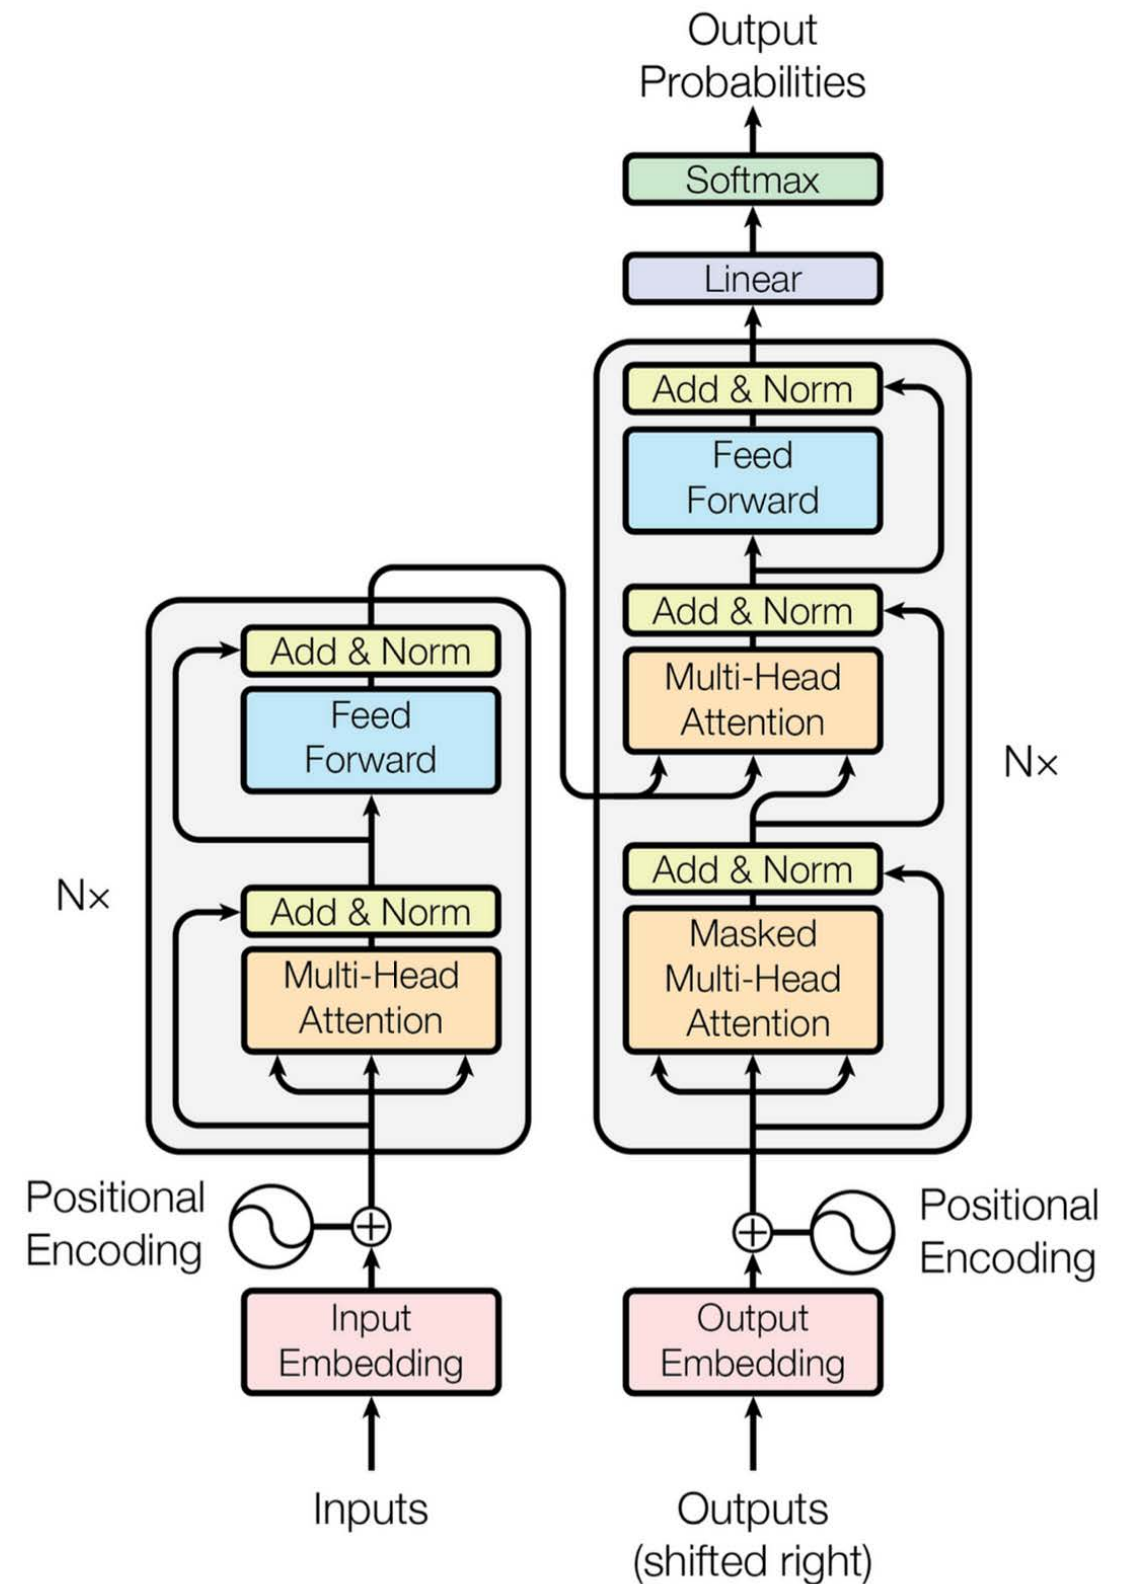 Output
Probabilities
Softmax
Linear
Add & Norm
Feed
Forward
Add & Norm
Multi-Head
Attention
Add & Norm
Masked
Multi-Head
Attention
Nx
Add & Norm
Feed
Forward
Add & Norm
Multi-Head
Attention
Nx
Positional
Encoding
Positional
Encoding
Input
Embedding
Output
Embedding
Inputs
Outputs
(shifted right)